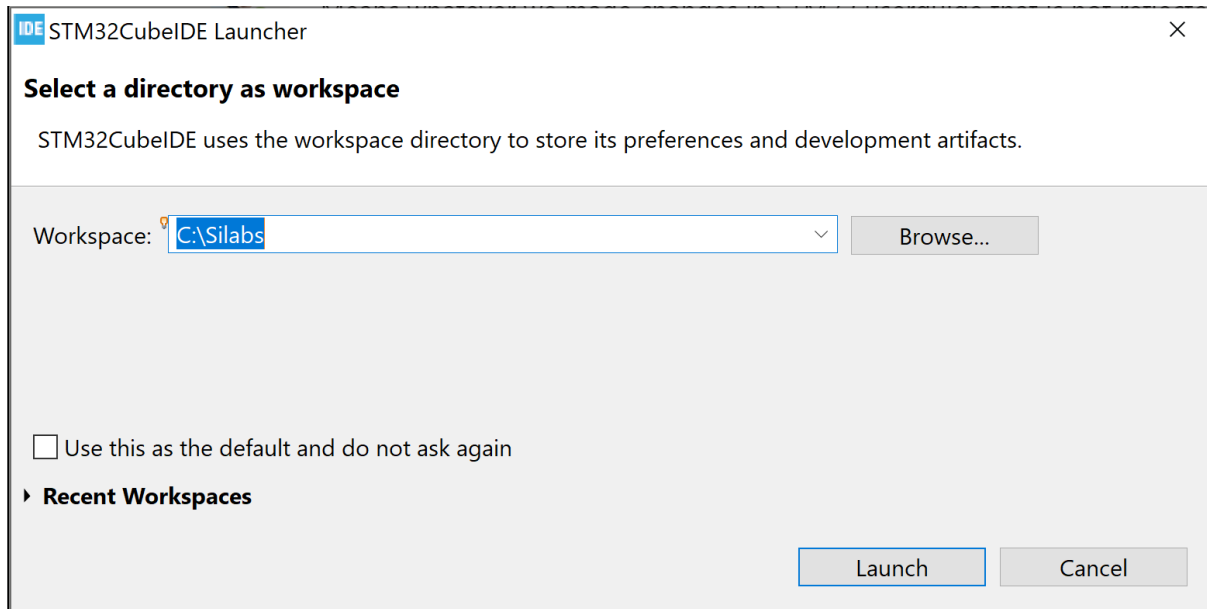 IDE STM32CubeIDE Launcher
Select a directory as workspace
STM32CubeIDE uses the workspace directory to store its preferences and development artifacts.
Workspace: C:\Silabs Browse...
Use this as the default and do not ask again
Recent Workspaces
Launch Cancel